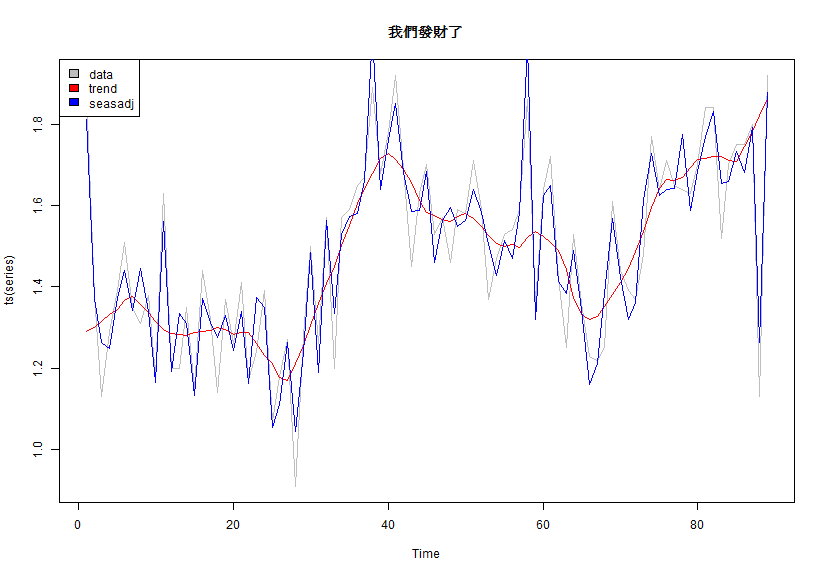 我們發財了
data
trend
seasadj
ts(series)
1.0
1.2
1.4
1.6
1.8
0
20
40
60
80
Time